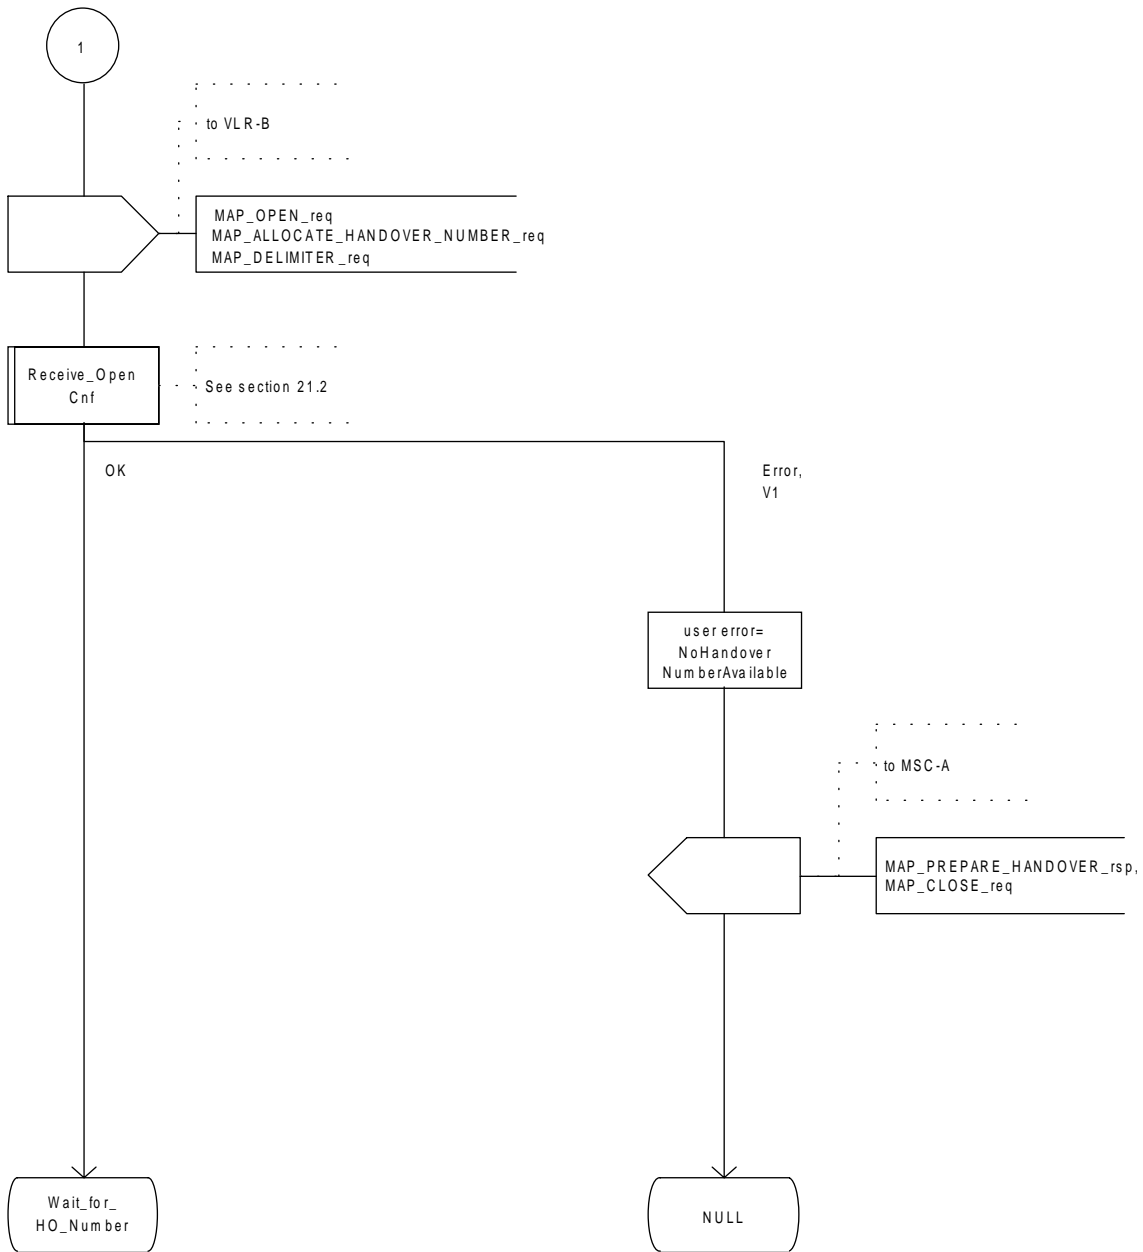 1
to VLR-B
MAP_OPEN_req
MAP_ALLOCATE_HANDOVER_NUMBER_req
MAP_DELIMITER_req
Receive_Open
Cnf
See section 21.2
OK
Error,
V1
user error=
NoHandover
NumberAvailable
to MSC-A
MAP_PREPARE_HANDOVER_rsp,
MAP_CLOSE_req
Wait_for_
HO_Number
NULL